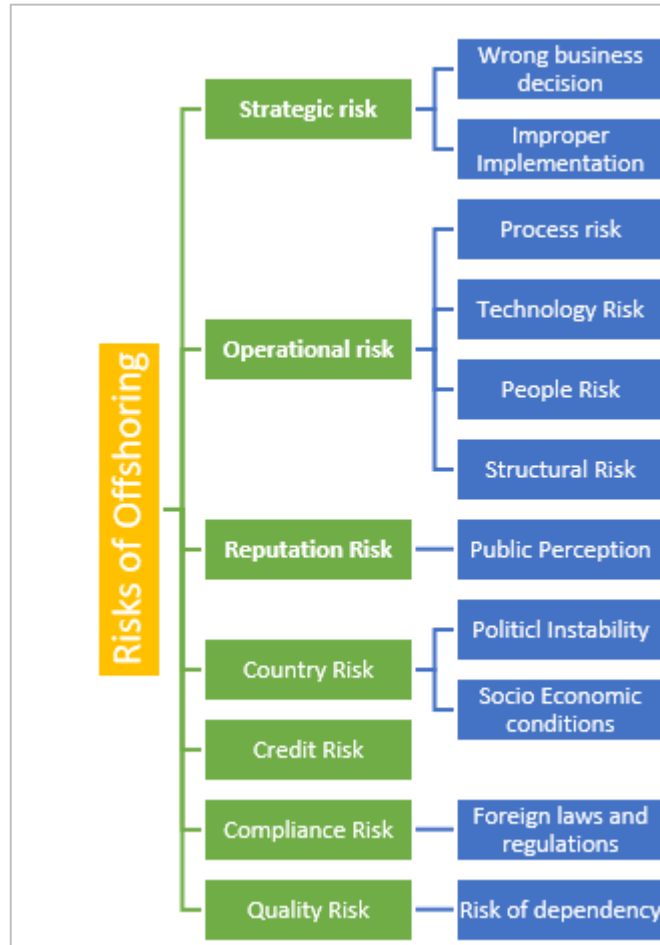 Risks of Offshoring
Strategic risk
Wrong business
decision
Improper
Implementation
Operational risk
Process risk
Technology Risk
People Risk
Structural Risk
Reputation Risk
Public Perception
Country Risk
Politicl Instability
Socio Economic
conditions
Credit Risk
Compliance Risk
Foreign laws and
regulations
Quality Risk
Risk of dependency